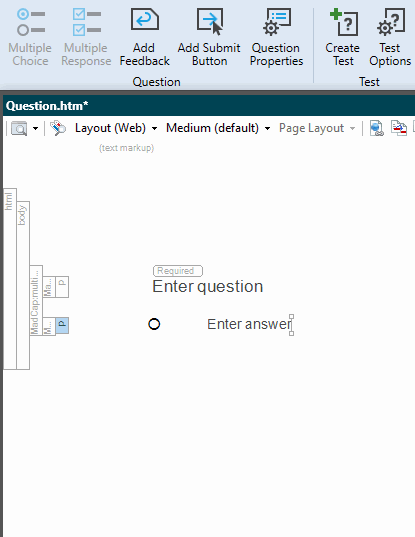 Multiple Choice
Multiple Response
Add Feedback
Add Submit Button
Question Properties
Create Test
Test Options
Question
Test
Question.htm*
Layout (Web)
Medium (default)
Page Layout
(text markup)
html
body
MadCap:multi...
Ma...
p
M...
p
Required
Enter question
Enter answer